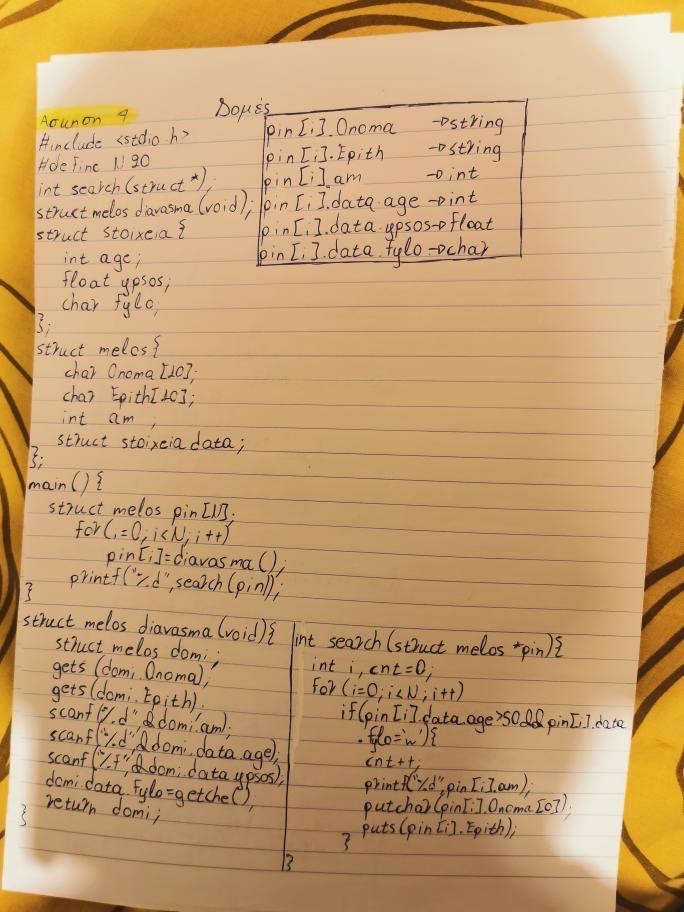 Άσκηση 4
Δομές
#include <stdio.h>
#define N 20
int search(struct *);
struct melos diavasma(void);
struct stoixeia {
int age;
float ypsos;
char fylo;
};
pin[i].Onoma →string
pin[i].Epith →string
pin[i].am →int
pin[i].data.age →int
pin[i].data.ypsos→float
pin[i].data.fylo→char
struct melos{
char Onoma[10];
char Epith[10];
int am ;
struct stoixeia data;
};
main(){
struct melos pin[N];
for(i=0;i<N;i++)
pin[i]=diavasma();
printf("%d",search(pin));
}
struct melos diavasma(void){
struct melos domi;
gets(domi.Onoma);
gets(domi.Epith).
scanf("%d",&domi.am);
scanf("%d",&domi.data.age);
scanf("%f",&domi.data.ypsos);
domi.data.fylo=getche();
return domi;
}
int search(struct melos *pin){
int i,cnt=0;
for(i=0;i<N;i++)
if(pin[i].data.age>50&&pin[i].data
.fylo='w'){
cnt++;
printf("%d",pin[i].am);
putchar(pin[i].Onoma[0]);
puts(pin[i].Epith);
}
}